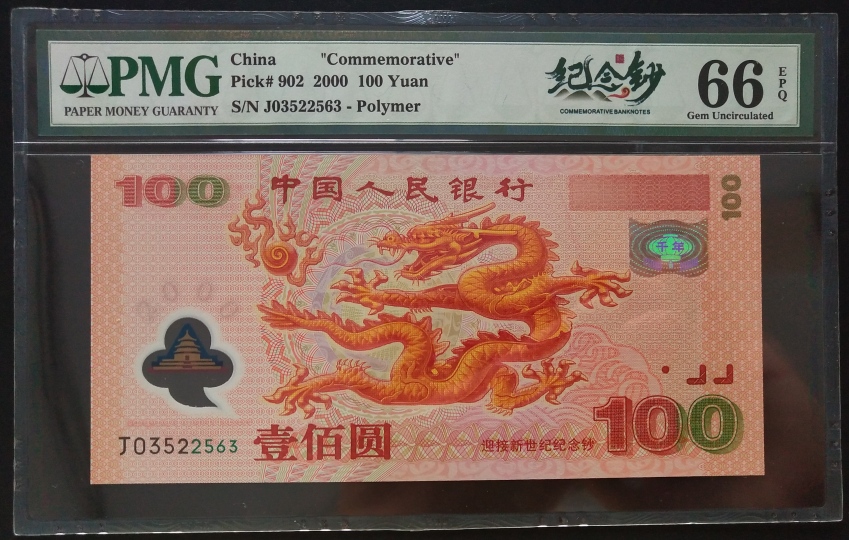 PMG
PAPER MONEY GUARANTY
China "Commemorative"
Pick# 902 2000 100 Yuan
S/N J03522563 - Polymer
纪念钞
COMMEMORATIVE BANKNOTES
66
EPQ
Gem Uncirculated
100
中国人民银行
100
千年
J03522563
壹佰圆
迎接新世纪纪念钞
100